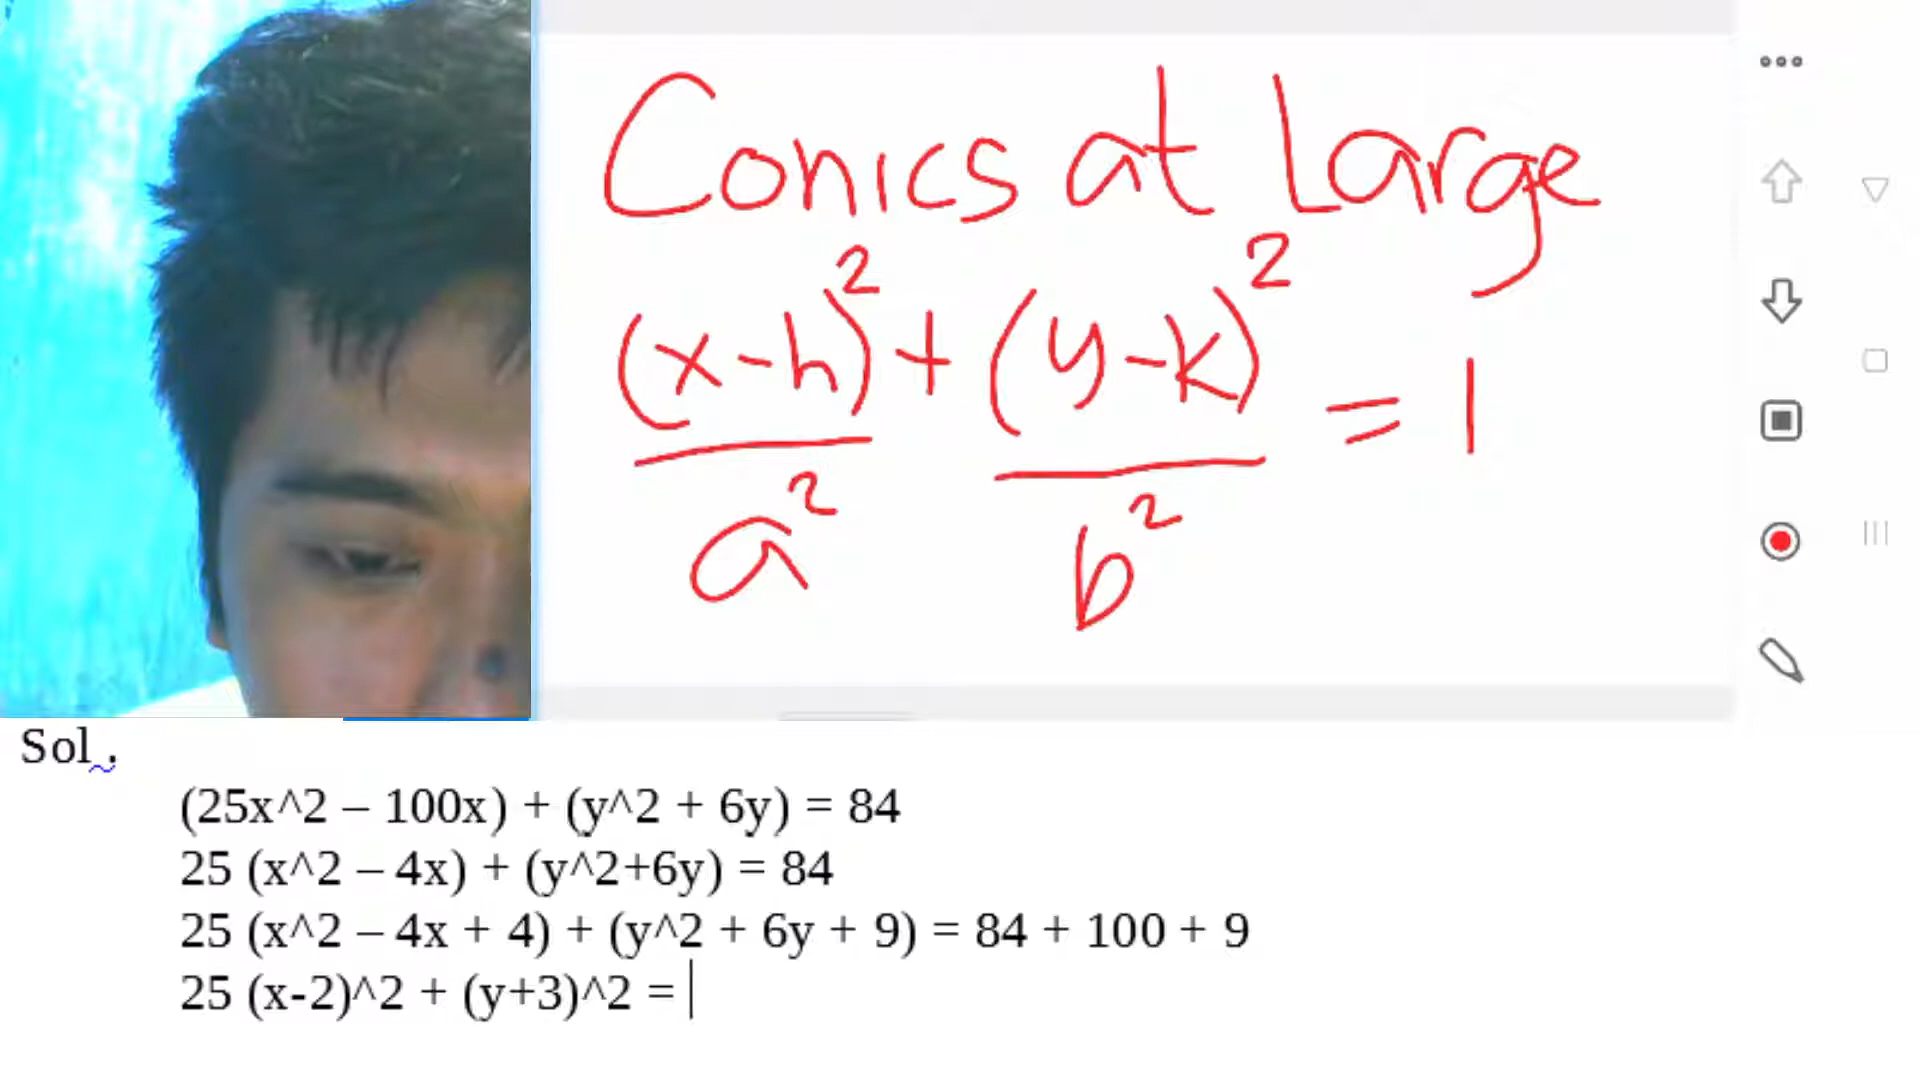 Conics at Large
(x-h)^2 + (y-k)^2 = 1
a^2 b^2
Sol .
(25x^2 – 100x) + (y^2 + 6y) = 84
25 (x^2 – 4x) + (y^2+6y) = 84
25 (x^2 – 4x + 4) + (y^2 + 6y + 9) = 84 + 100 + 9
25 (x-2)^2 + (y+3)^2 =